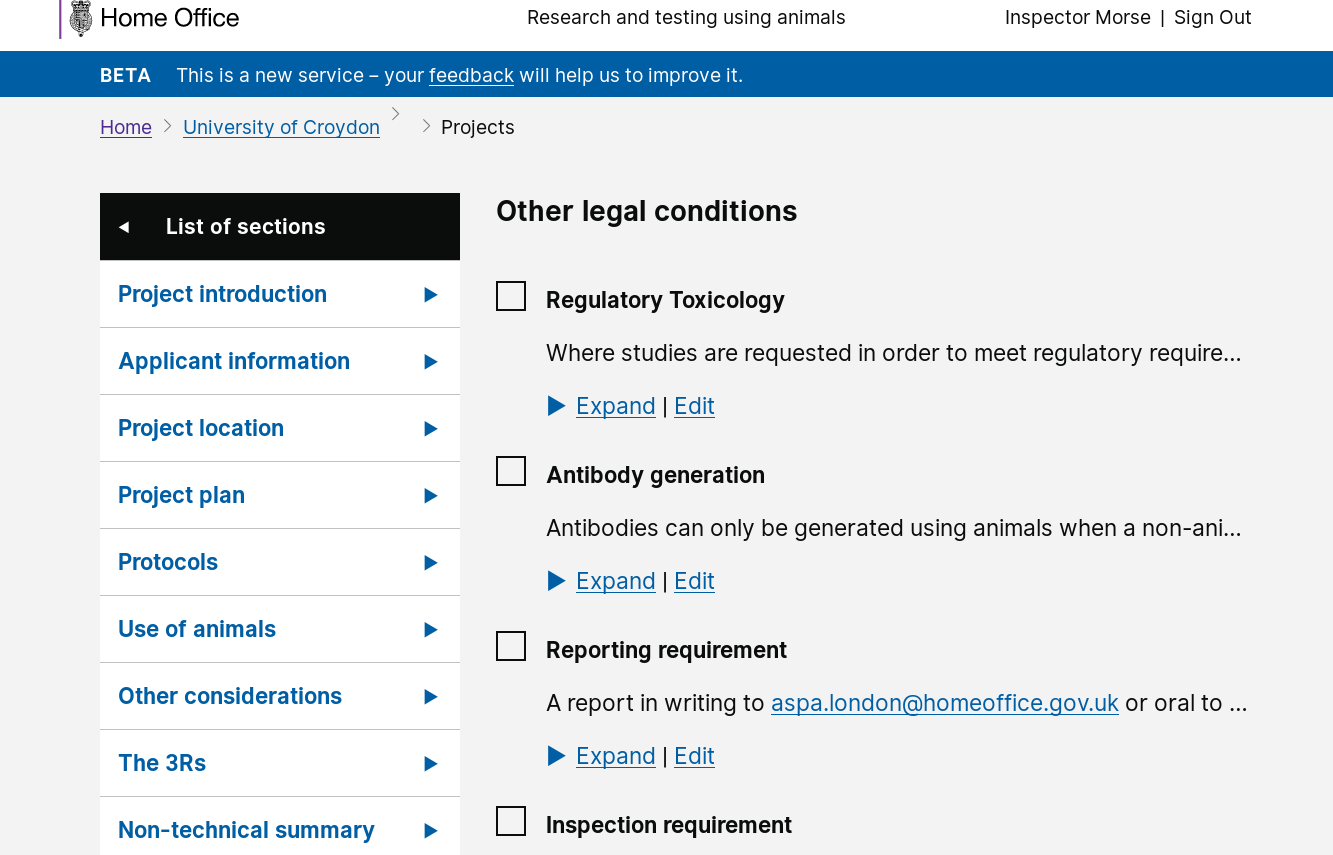 Home Office
Research and testing using animals
Inspector Morse | Sign Out
BETA This is a new service – your feedback will help us to improve it.
Home University of Croydon Projects
List of sections
Project introduction
Applicant information
Project location
Project plan
Protocols
Use of animals
Other considerations
The 3Rs
Non-technical summary
Other legal conditions
Regulatory Toxicology
Where studies are requested in order to meet regulatory require...
Expand | Edit
Antibody generation
Antibodies can only be generated using animals when a non-ani...
Expand | Edit
Reporting requirement
A report in writing to aspa.london@homeoffice.gov.uk or oral to ...
Expand | Edit
Inspection requirement